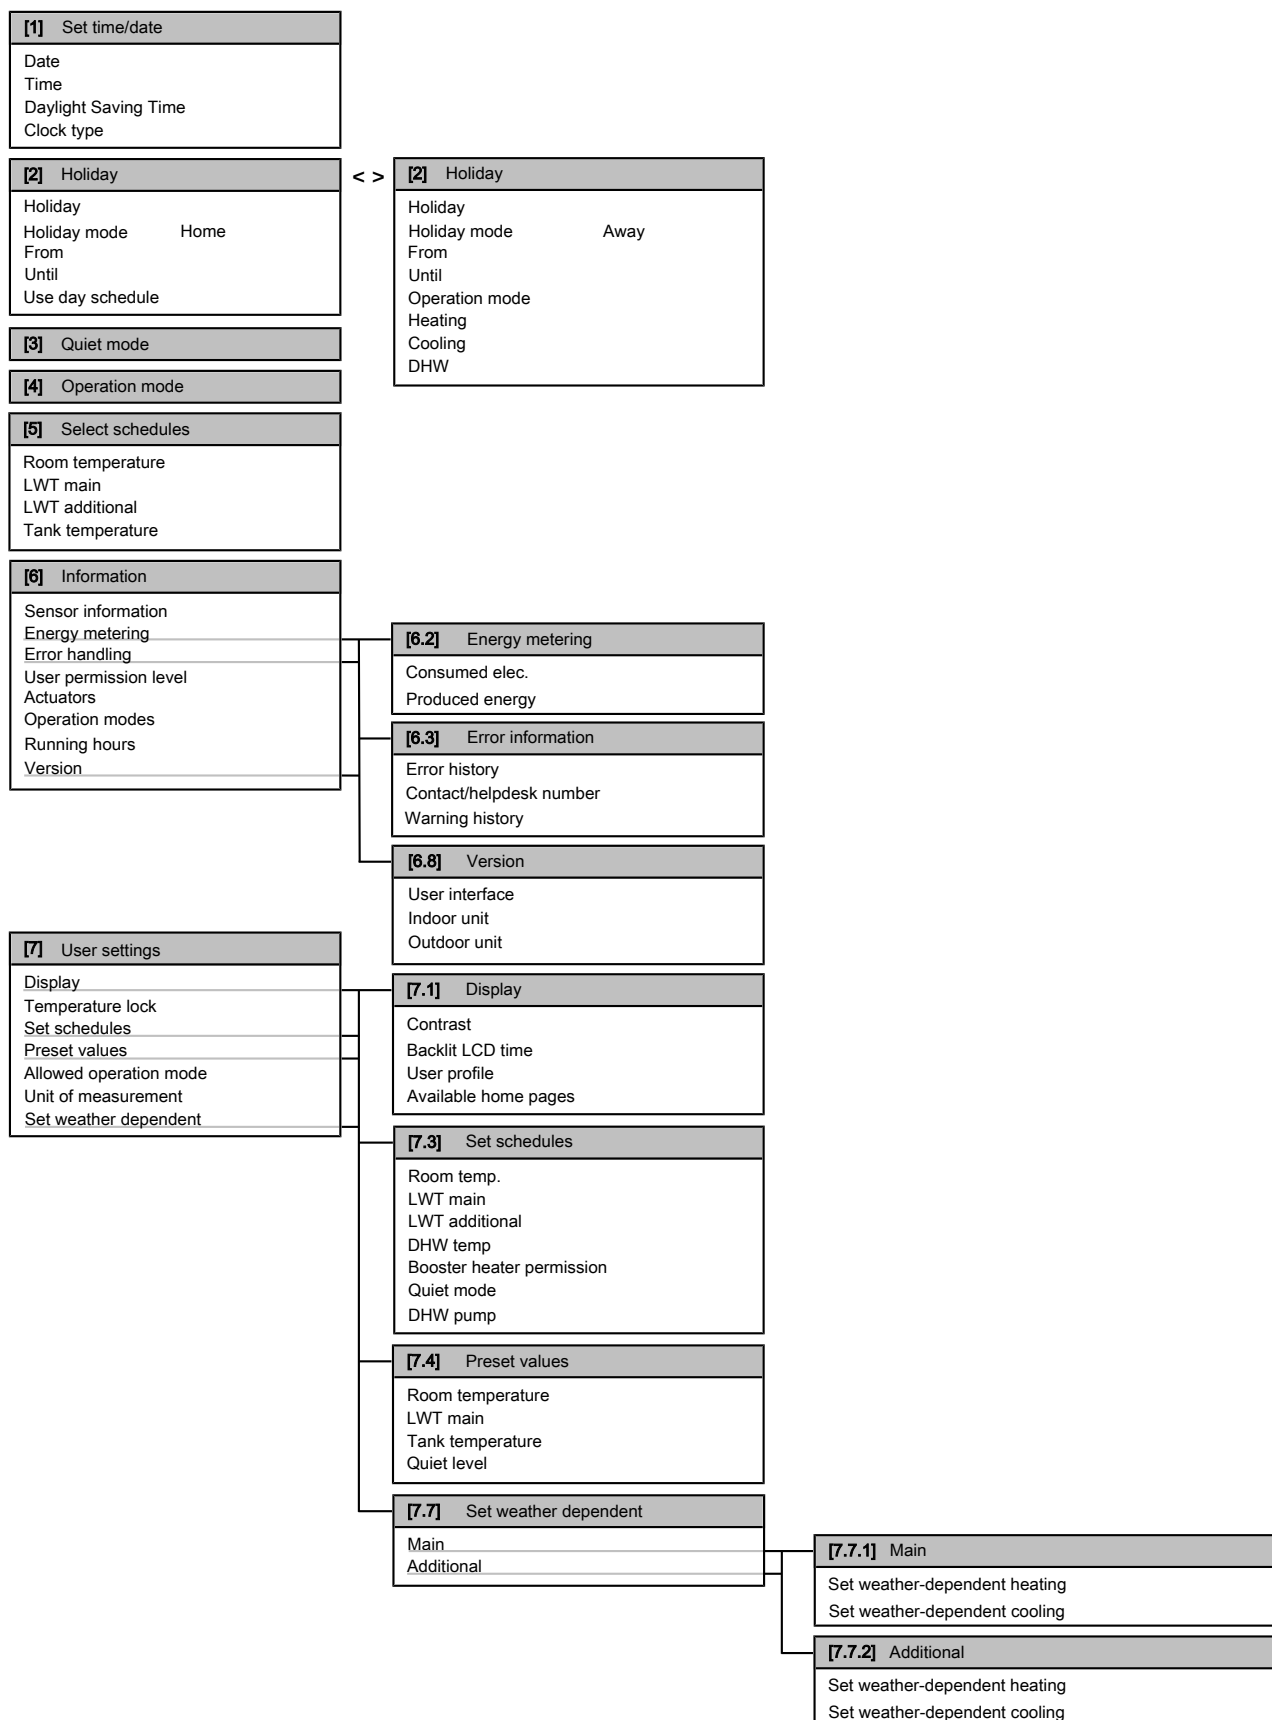 [1] Set time/date
Date
Time
Daylight Saving Time
Clock type
[2] Holiday
Holiday
Holiday mode Home
From
Until
Use day schedule
< >
[2] Holiday
Holiday
Holiday mode Away
From
Until
Operation mode
Heating
Cooling
DHW
[3] Quiet mode
[4] Operation mode
[5] Select schedules
Room temperature
LWT main
LWT additional
Tank temperature
[6] Information
Sensor information
Energy metering
Error handling
User permission level
Actuators
Operation modes
Running hours
Version
[6.2] Energy metering
Consumed elec.
Produced energy
[6.3] Error information
Error history
Contact/helpdesk number
Warning history
[6.8] Version
User interface
Indoor unit
Outdoor unit
[7] User settings
Display
Temperature lock
Set schedules
Preset values
Allowed operation mode
Unit of measurement
Set weather dependent
[7.1] Display
Contrast
Backlit LCD time
User profile
Available home pages
[7.3] Set schedules
Room temp.
LWT main
LWT additional
DHW temp
Booster heater permission
Quiet mode
DHW pump
[7.4] Preset values
Room temperature
LWT main
Tank temperature
Quiet level
[7.7] Set weather dependent
Main
Additional
[7.7.1] Main
Set weather-dependent heating
Set weather-dependent cooling
[7.7.2] Additional
Set weather-dependent heating
Set weather-dependent cooling